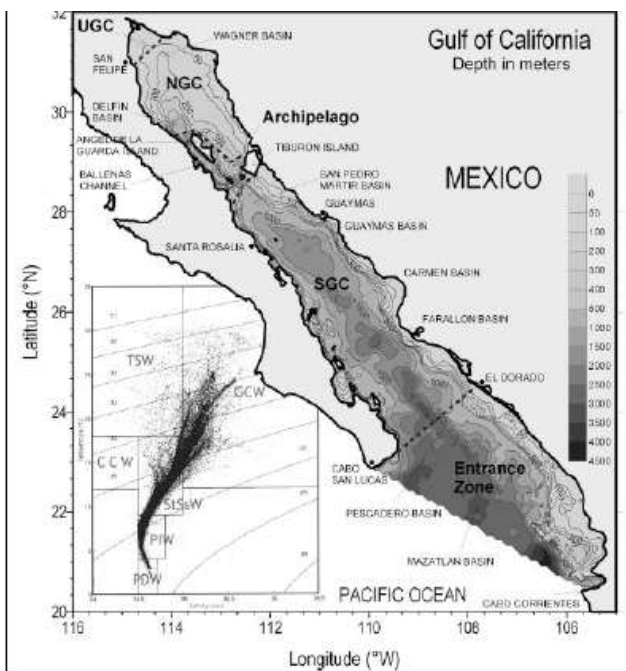 UGC
WAGNER BASIN
Gulf of California
Depth in meters
SAN
FELIPE
NGC
DELFIN
BASIN
Archipelago
ANGEL DE LA
GUARDA ISLAND
TIBURON ISLAND
BALLENAS
CHANNEL
SAN PEDRO
MARTIR BASIN
MEXICO
GUAYMAS
GUAYMAS BASIN
SANTA ROSALIA
SGC
CARMEN BASIN
FARALLON BASIN
EL DORADO
TSW
GCW
CCW
StSsW
PIW
PDW
CABO
SAN LUCAS
Entrance
Zone
PESCADERO BASIN
MAZATLAN BASIN
PACIFIC OCEAN
CABO CORRIENTES
0
50
100
200
300
400
600
1000
1500
2000
2500
3000
3500
4000
4500
32
30
28
26
24
22
20
Latitude (°N)
116
114
112
110
108
106
Longitude (°W)